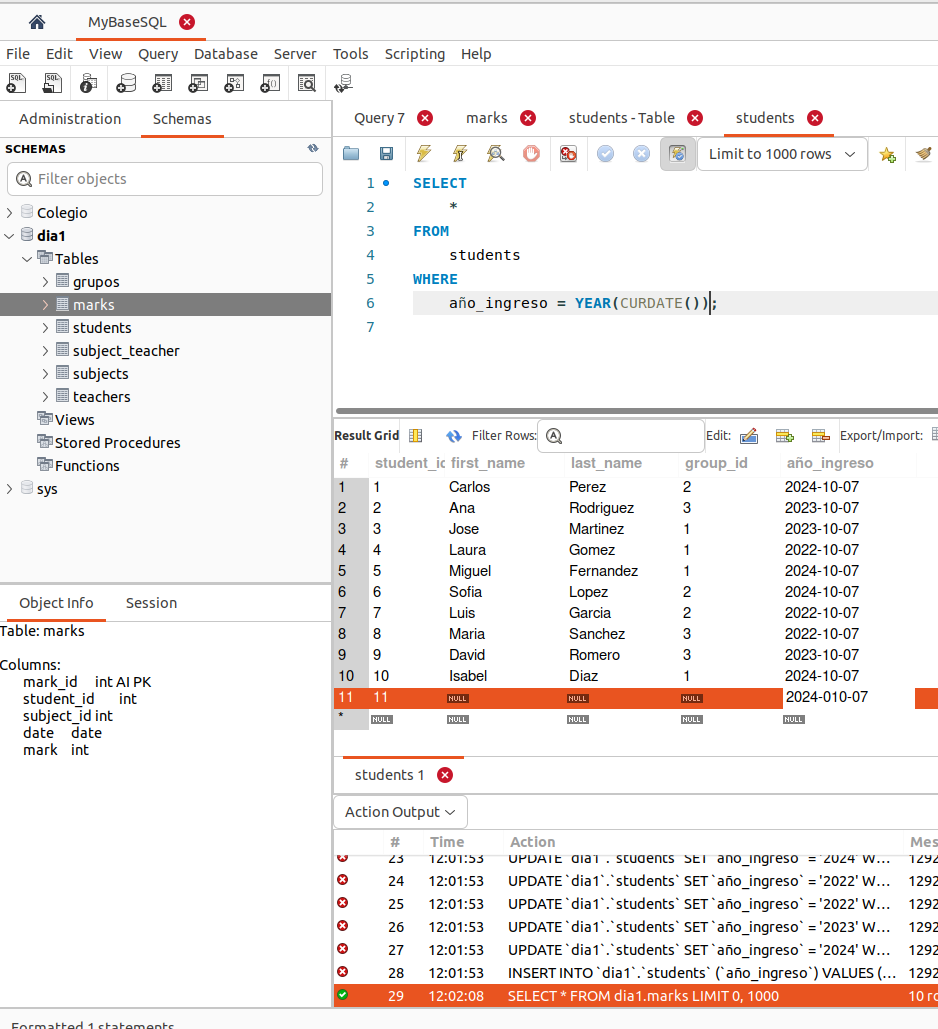 MyBaseSQL
File Edit View Query Database Server Tools Scripting Help
Administration Schemas
SCHEMAS
Filter objects
Colegio
dia1
Tables
grupos
marks
students
subject_teacher
subjects
teachers
Views
Stored Procedures
Functions
sys
Object Info Session
Table: marks
Columns:
mark_id int AI PK
student_id int
subject_id int
date date
mark int
Query 7 marks students - Table students
Limit to 1000 rows
1 SELECT
2 *
3 FROM
4 students
5 WHERE
6 año_ingreso = YEAR(CURDATE());
7
Result Grid Filter Rows: Edit: Export/Import:
# student_id first_name last_name group_id año_ingreso
1 1 Carlos Perez 2 2024-10-07
2 2 Ana Rodriguez 3 2023-10-07
3 3 Jose Martinez 1 2023-10-07
4 4 Laura Gomez 1 2022-10-07
5 5 Miguel Fernandez 1 2024-10-07
6 6 Sofia Lopez 2 2024-10-07
7 7 Luis Garcia 2 2022-10-07
8 8 Maria Sanchez 3 2022-10-07
9 9 David Romero 3 2023-10-07
10 10 Isabel Diaz 1 2024-10-07
11 11 NULL NULL NULL 2024-010-07
* NULL NULL NULL NULL NULL
students 1
Action Output
# Time Action Mes
23 12:01:53 UPDATE `dia1`.`students` SET `año_ingreso` = '2024' W... 1292
24 12:01:53 UPDATE `dia1`.`students` SET `año_ingreso` = '2022' W... 1292
25 12:01:53 UPDATE `dia1`.`students` SET `año_ingreso` = '2022' W... 1292
26 12:01:53 UPDATE `dia1`.`students` SET `año_ingreso` = '2023' W... 1292
27 12:01:53 UPDATE `dia1`.`students` SET `año_ingreso` = '2024' W... 1292
28 12:01:53 INSERT INTO `dia1`.`students` (`año_ingreso`) VALUES (... 1292
29 12:02:08 SELECT * FROM dia1.marks LIMIT 0, 1000 10 ro
Formatted 1 statements